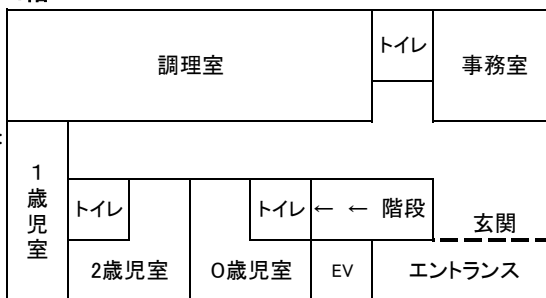 調理室
トイレ
事務室
1歳児室
トイレ
トイレ
← ← 階段
玄関
2歳児室
0歳児室
EV
エントランス